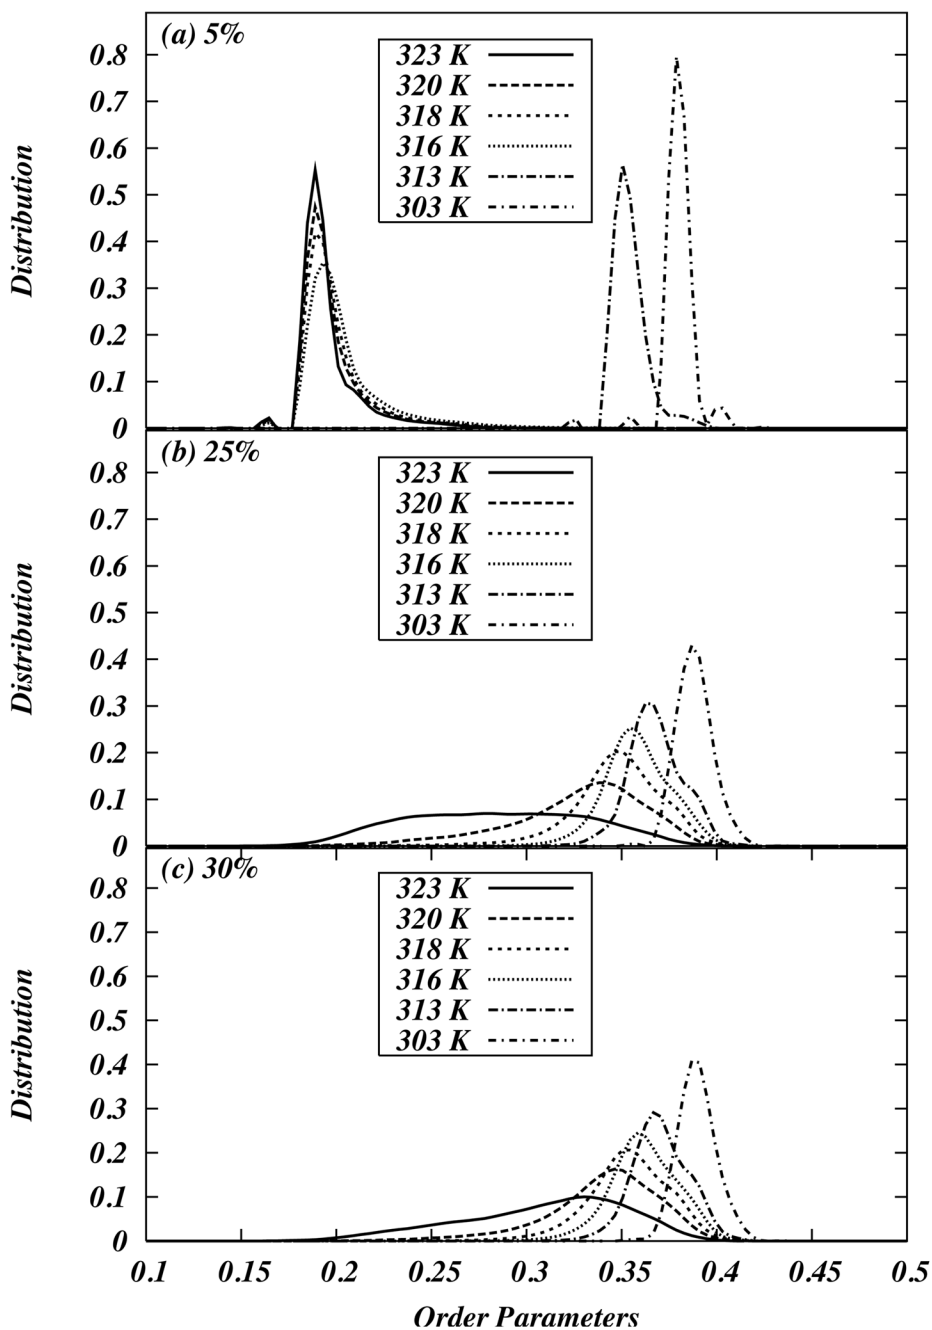 (a) 5%
323 K
320 K
318 K
316 K
313 K
303 K
0.8
0.7
0.6
0.5
0.4
0.3
0.2
0.1
0
Distribution
(b) 25%
323 K
320 K
318 K
316 K
313 K
303 K
0.8
0.7
0.6
0.5
0.4
0.3
0.2
0.1
0
Distribution
(c) 30%
323 K
320 K
318 K
316 K
313 K
303 K
0.8
0.7
0.6
0.5
0.4
0.3
0.2
0.1
0
Distribution
0.1 0.15 0.2 0.25 0.3 0.35 0.4 0.45 0.5
Order Parameters